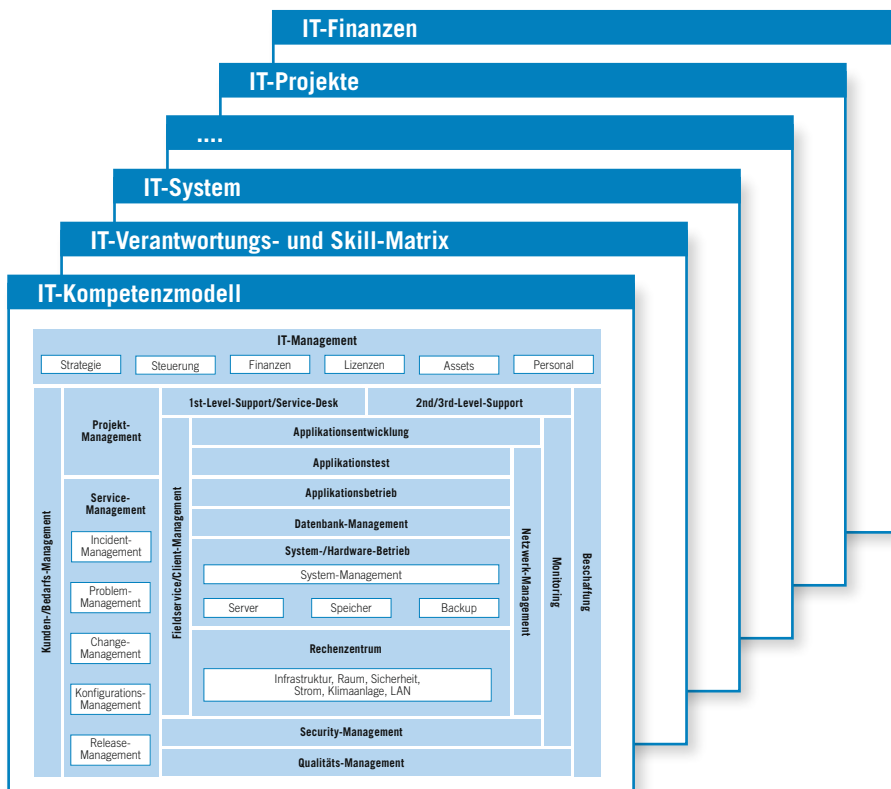 IT-Finanzen
IT-Projekte
....
IT-System
IT-Verantwortungs- und Skill-Matrix
IT-Kompetenzmodell
IT-Management
Strategie
Steuerung
Finanzen
Lizenzen
Assets
Personal
Kunden-/Bedarfs-Management
Projekt-
Management
Service-
Management
Incident-
Management
Problem-
Management
Change-
Management
Konfigurations-
Management
Release-
Management
1st-Level-Support/Service-Desk
2nd/3rd-Level-Support
Fieldservice/Client-Management
Applikationsentwicklung
Applikationstest
Applikationsbetrieb
Datenbank-Management
System-/Hardware-Betrieb
System-Management
Server
Speicher
Backup
Rechenzentrum
Infrastruktur, Raum, Sicherheit,
Strom, Klimaanlage, LAN
Netzwerk-Management
Monitoring
Beschaffung
Security-Management
Qualitäts-Management